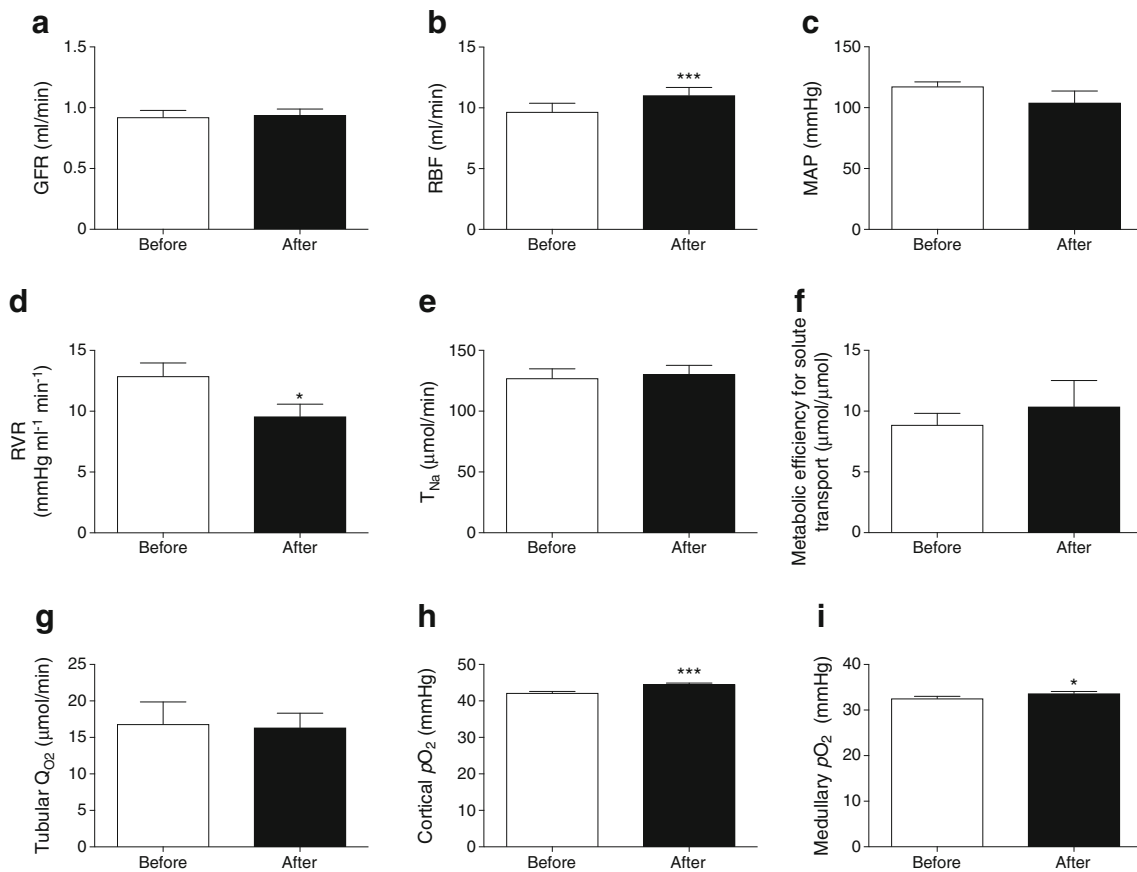 a
GFR (ml/min)
1.5
1.0
0.5
0
Before After
b
RBF (ml/min)
15
10
5
0
***
Before After
c
MAP (mmHg)
150
100
50
0
Before After
d
RVR
(mmHg ml⁻¹ min⁻¹)
15
10
5
0
*
Before After
e
T_Na (μmol/min)
150
100
50
0
Before After
f
Metabolic efficiency for solute
transport (μmol/μmol)
15
10
5
0
Before After
g
Tubular Q_O2 (μmol/min)
25
20
15
10
5
0
Before After
h
Cortical pO₂ (mmHg)
50
40
30
20
10
0
***
Before After
i
Medullary pO₂ (mmHg)
40
30
20
10
0
*
Before After